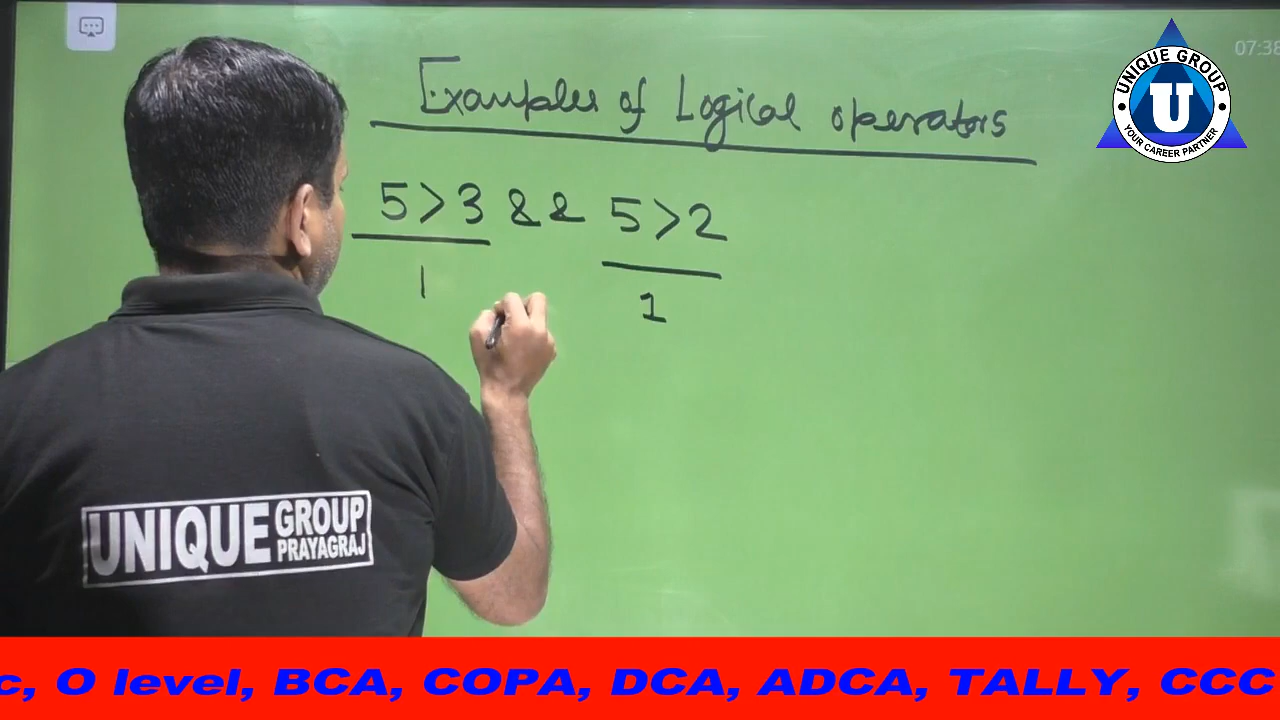 Examples of Logical operators
07:38
UNIQUE GROUP
U
YOUR CAREER PARTNER
5>3 && 5>2
1 1
UNIQUE GROUP PRAYAGRAJ
c, O level, BCA, COPA, DCA, ADCA, TALLY, CCC